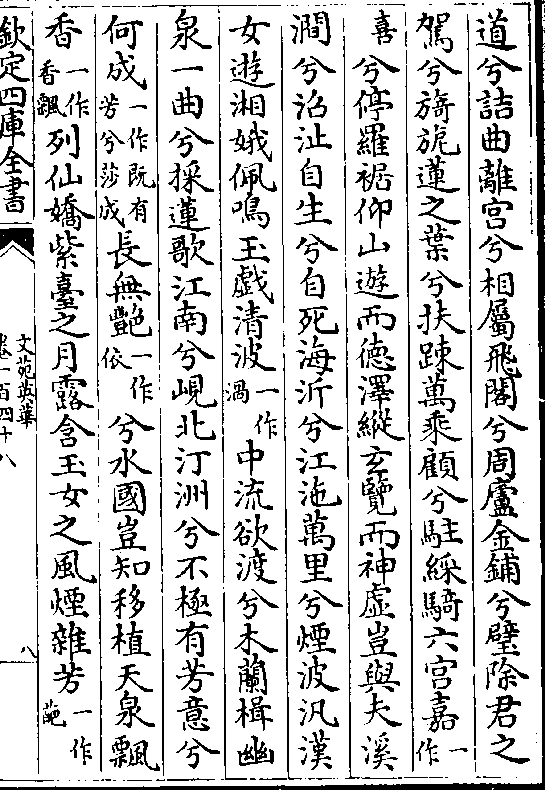 道兮詰曲離宮兮相屬飛閣兮周廬金鋪兮璧除君之
駕兮旖旎蓮之葉兮扶踈萬乘顧兮駐綵騎六宮嘉一作
喜兮停羅裾仰山遊而德澤縱玄覽而神虛豈與夫溪
澗兮沼沚自生兮自死海沂兮江沲萬里兮煙波汎漢
女遊湘娥佩鳴玉戲清波一作渦中流欲渡兮木蘭楫幽
泉一曲兮採蓮歌江南兮峴北汀洲兮不極有芳意兮
何成一作既有芳兮莎成長無艷一作依兮水國豈知移植天泉飄
香一作香飄列仙嬌紫臺之月露含玉女之風煙雜芳一作葩
欽定四庫全書
文苑英華
卷一百四十八
八